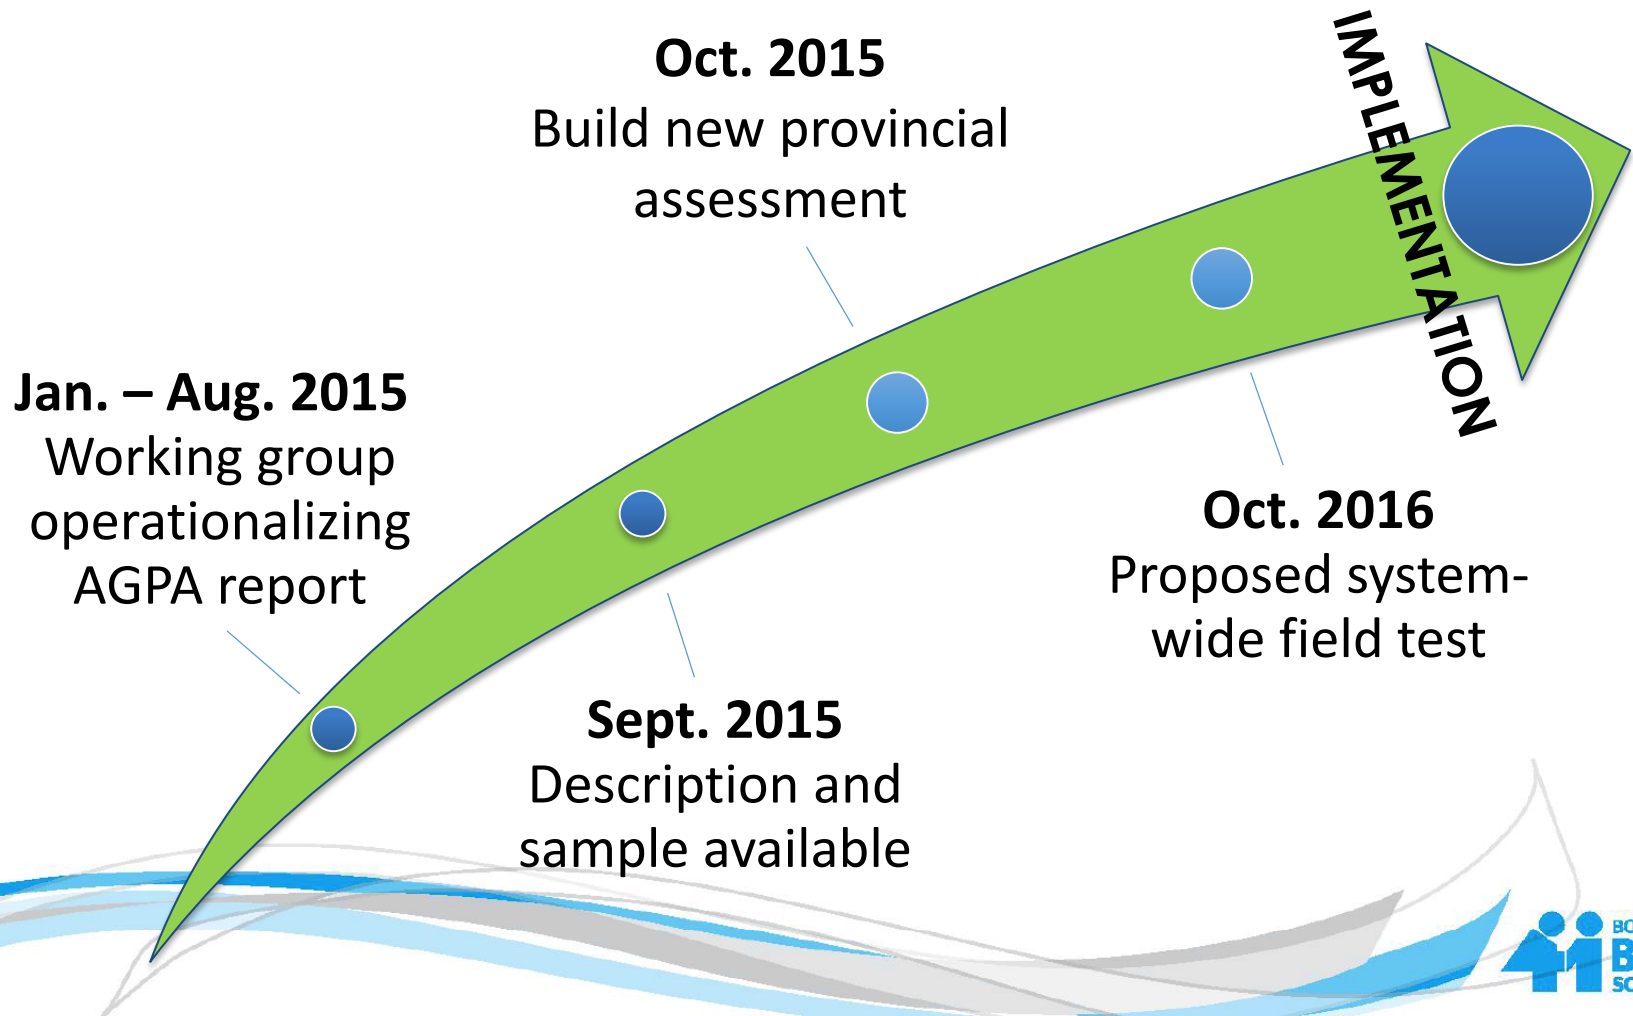 Oct. 2015
Build new provincial
assessment
IMPLEMENTATION
Jan. – Aug. 2015
Working group
operationalizing
AGPA report
Oct. 2016
Proposed system-
wide field test
Sept. 2015
Description and
sample available